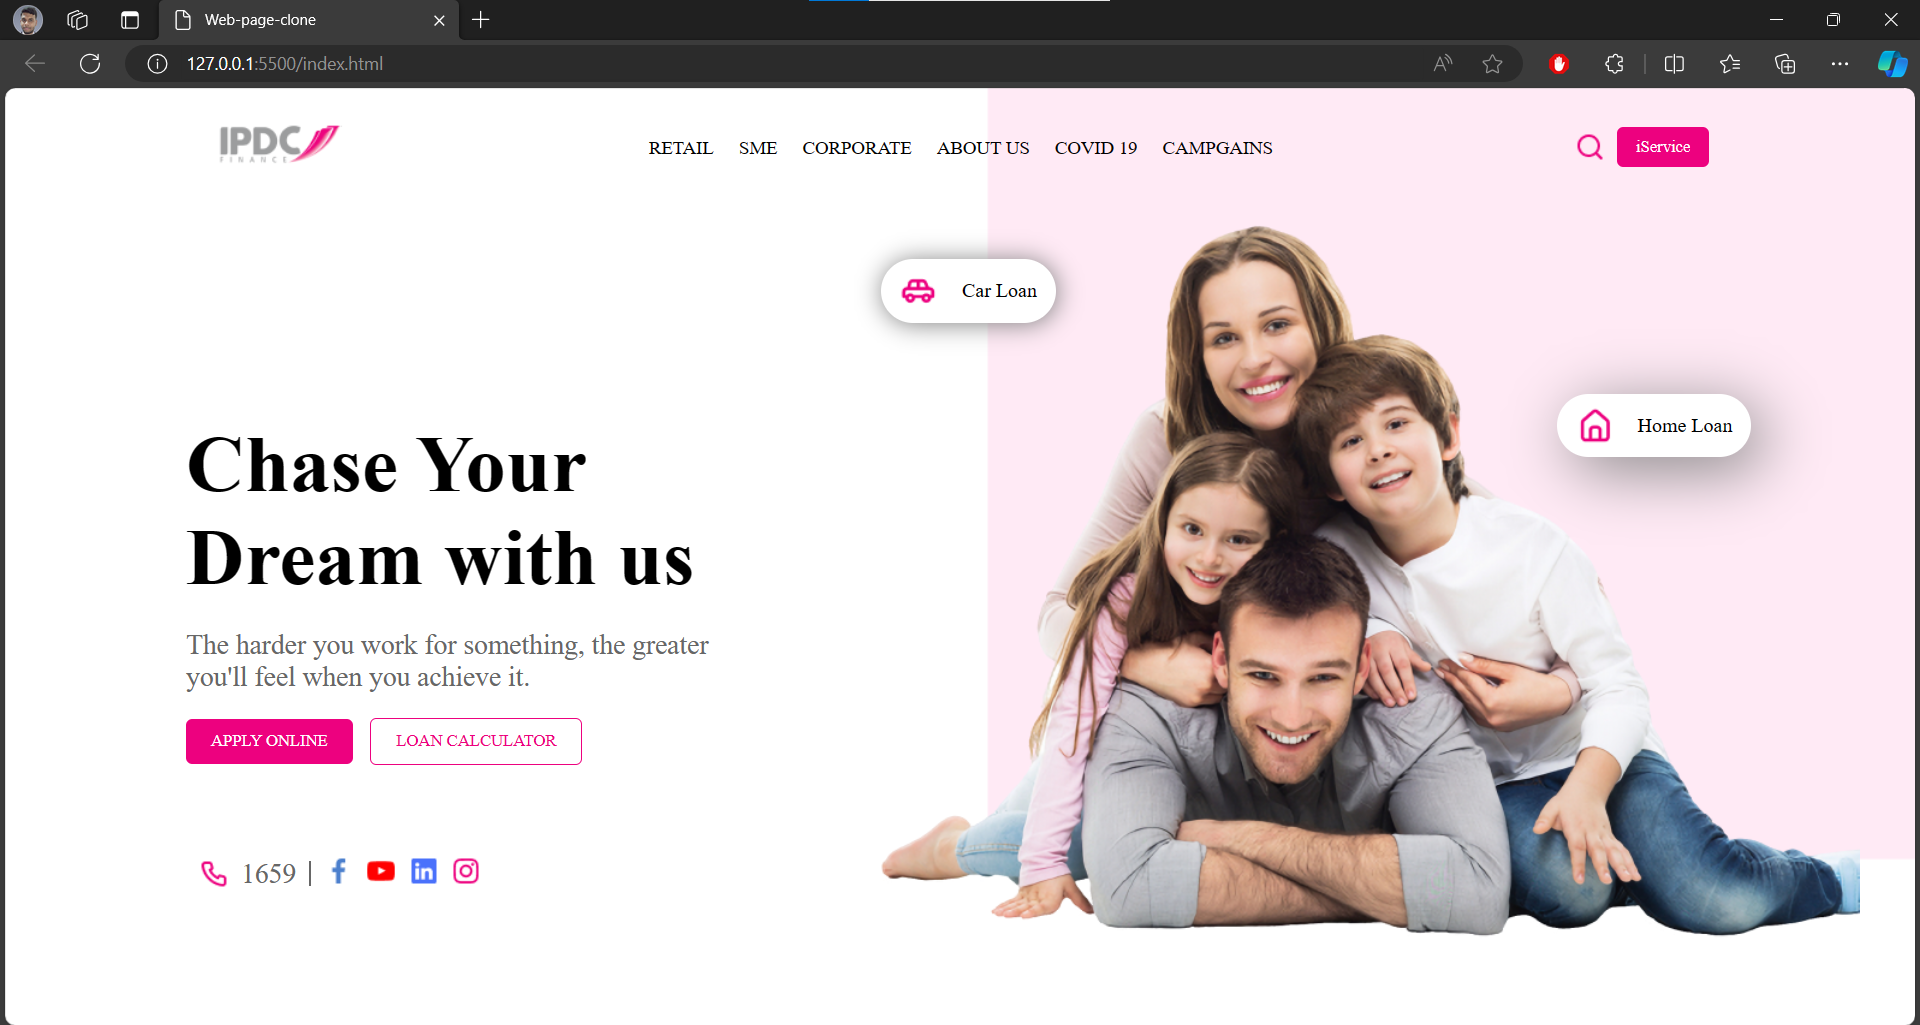 Web-page-clone
127.0.0.1:5500/index.html
IPDC
FINANCE
RETAIL SME CORPORATE ABOUT US COVID 19 CAMPGAINS
iService
Car Loan
Home Loan
Chase Your
Dream with us
The harder you work for something, the greater
you'll feel when you achieve it.
APPLY ONLINE LOAN CALCULATOR
1659 |